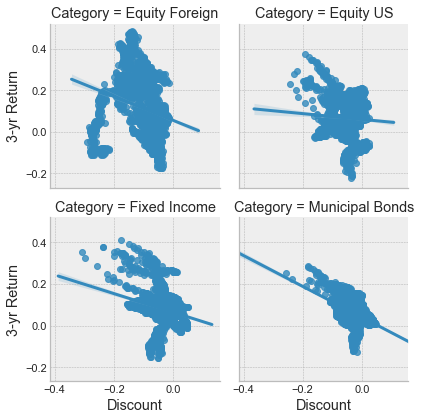 Category = Equity Foreign
Category = Equity US
3-yr Return
0.4
0.2
0.0
−0.2
Category = Fixed Income
Category = Municipal Bonds
3-yr Return
0.4
0.2
0.0
−0.2
−0.4 −0.2 0.0
−0.4 −0.2 0.0
Discount
Discount